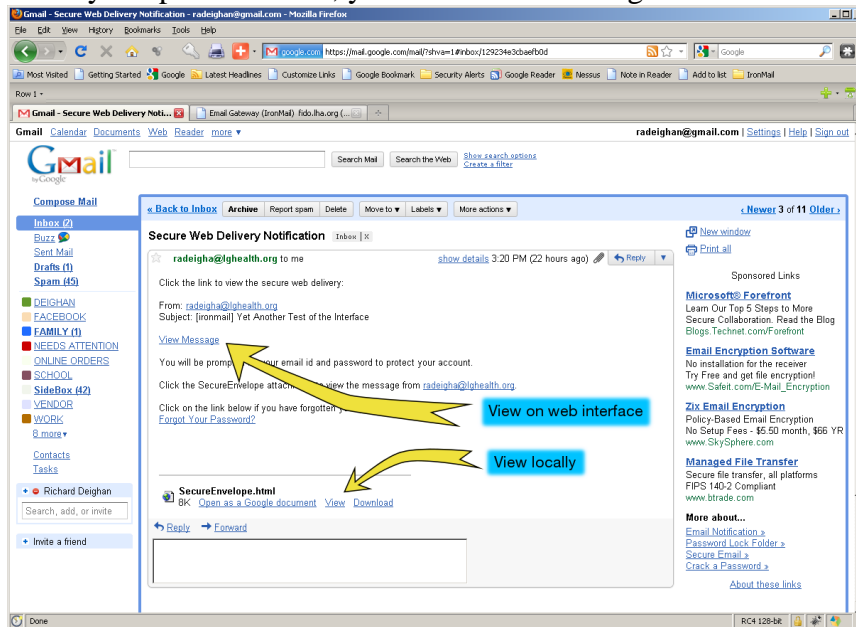 Gmail - Secure Web Delivery Notification - radeighan@gmail.com - Mozilla Firefox
File Edit View History Bookmarks Tools Help
google.com https://mail.google.com/mail/?shva=1#inbox/129234e3cbaefb0d
Google
Most Visited Getting Started Google Latest Headlines Customize Links Google Bookmark Security Alerts Google Reader Nessus Note in Reader Add to list IronMail
Row 1
Gmail - Secure Web Delivery Noti... Email Gateway (IronMail) fido.lha.org (...
Gmail Calendar Documents Web Reader more ▾ radeighan@gmail.com | Settings | Help | Sign out
Gmail
by Google
Search Mail Search the Web Show search options
Create a filter
Compose Mail
Inbox (2)
Buzz
Sent Mail
Drafts (1)
Spam (45)
DEIGHAN
FACEBOOK
FAMILY (1)
NEEDS ATTENTION
ONLINE ORDERS
SCHOOL
SideBox (42)
VENDOR
WORK
8 more▾
Contacts
Tasks
+ Richard Deighan
Search, add, or invite
+ Invite a friend
« Back to Inbox Archive Report spam Delete Move to ▾ Labels ▾ More actions ▾ ‹ Newer 3 of 11 Older ›
Secure Web Delivery Notification Inbox | X
radeigha@lghealth.org to me show details 3:20 PM (22 hours ago) Reply ▾
Click the link to view the secure web delivery:
From: radeigha@lghealth.org
Subject: [ironmail] Yet Another Test of the Interface
View Message
You will be promp your email id and password to protect your account.
Click the SecureEnvelope attac view the message from radeigha@lghealth.org.
Click on the link below if you have forgotten
Forgot Your Password?
View on web interface
View locally
SecureEnvelope.html
8K Open as a Google document View Download
Reply Forward
New window
Print all
Sponsored Links
Microsoft® Forefront
Learn Our Top 5 Steps to More
Secure Collaboration. Read the Blog
Blogs.Technet.com/Forefront
Email Encryption Software
No installation for the receiver
Try Free and get file encryption!
www.Safeit.com/E-Mail_Encryption
Zix Email Encryption
Policy-Based Email Encryption
No Setup Fees - $5.50 month, $66 YR
www.SkySphere.com
Managed File Transfer
Secure file transfer, all platforms
FIPS 140-2 Compliant
www.btrade.com
More about...
Email Notification »
Password Lock Folder »
Secure Email »
Crack a Password »
About these links
Done
RC4 128-bit